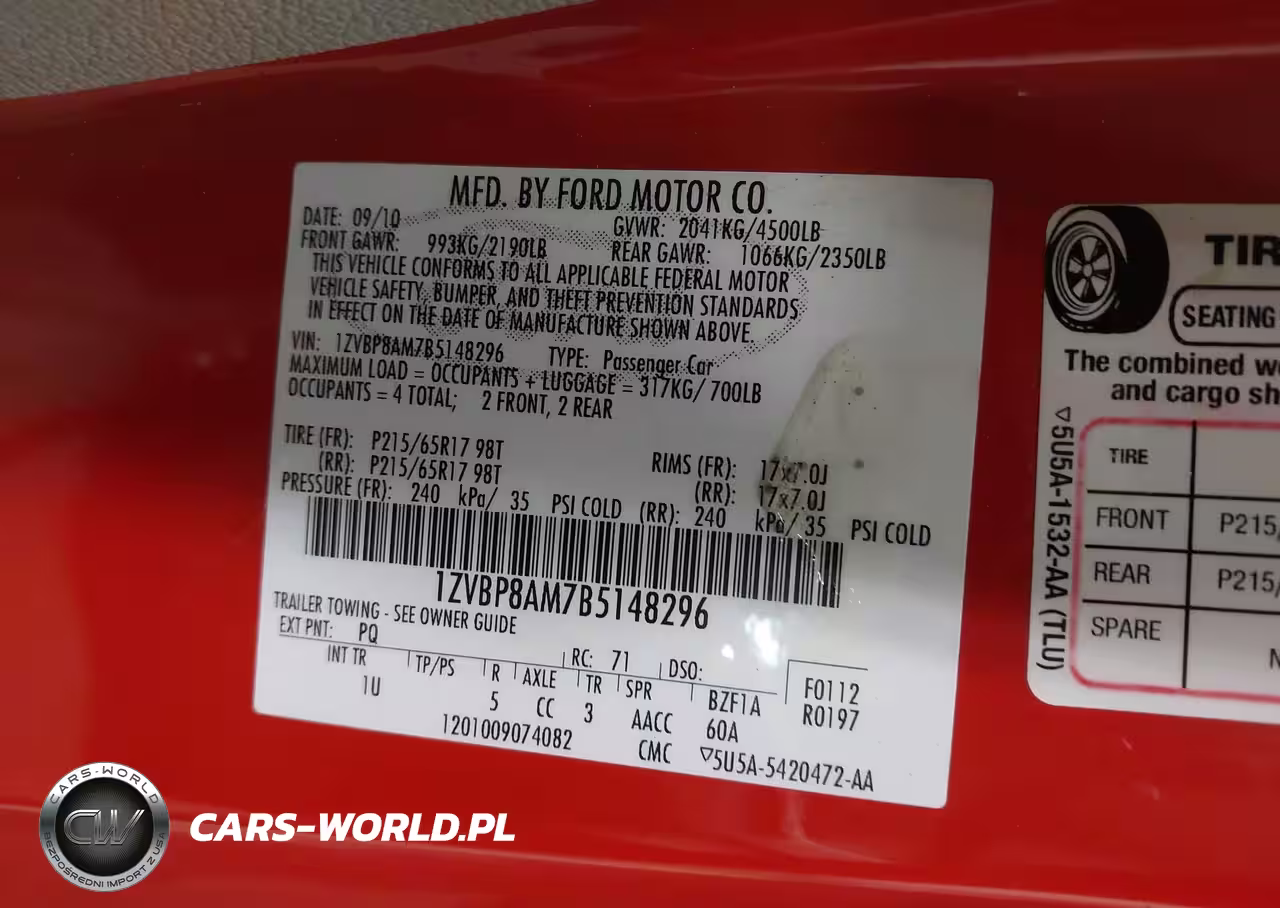 MFD. BY FORD MOTOR CO.
DATE: 09/10 GVWR: 2041KG/4500LB
FRONT GAWR: 993KG/2190LB REAR GAWR: 1066KG/2350LB
THIS VEHICLE CONFORMS TO ALL APPLICABLE FEDERAL MOTOR
VEHICLE SAFETY, BUMPER, AND THEFT PREVENTION STANDARDS
IN EFFECT ON THE DATE OF MANUFACTURE SHOWN ABOVE.
VIN: 1ZVBP8AM7B5148296 TYPE: Passenger Car
MAXIMUM LOAD = OCCUPANTS + LUGGAGE = 317KG/ 700LB
OCCUPANTS = 4 TOTAL; 2 FRONT, 2 REAR
TIRE (FR): P215/65R17 98T RIMS (FR): 17x7.0J
(RR): P215/65R17 98T (RR): 17x7.0J
PRESSURE (FR): 240 kPa/ 35 PSI COLD (RR): 240 kPa/ 35 PSI COLD
1ZVBP8AM7B5148296
TRAILER TOWING - SEE OWNER GUIDE
EXT PNT: PQ RC: 71 DSO:
INT TR TP/PS R AXLE TR SPR BZF1A F0112
1U 5 CC 3 AACC 60A R0197
1201009074082 CMC ▽5U5A-5420472-AA
TIR
SEATING
The combined we
and cargo sh
TIRE
FRONT P215/
REAR P215/
SPARE N
▽5U5A-1532-AA (TLU)
CARS-WORLD
CW
BEZPOŚREDNI IMPORT Z USA
CARS-WORLD.PL